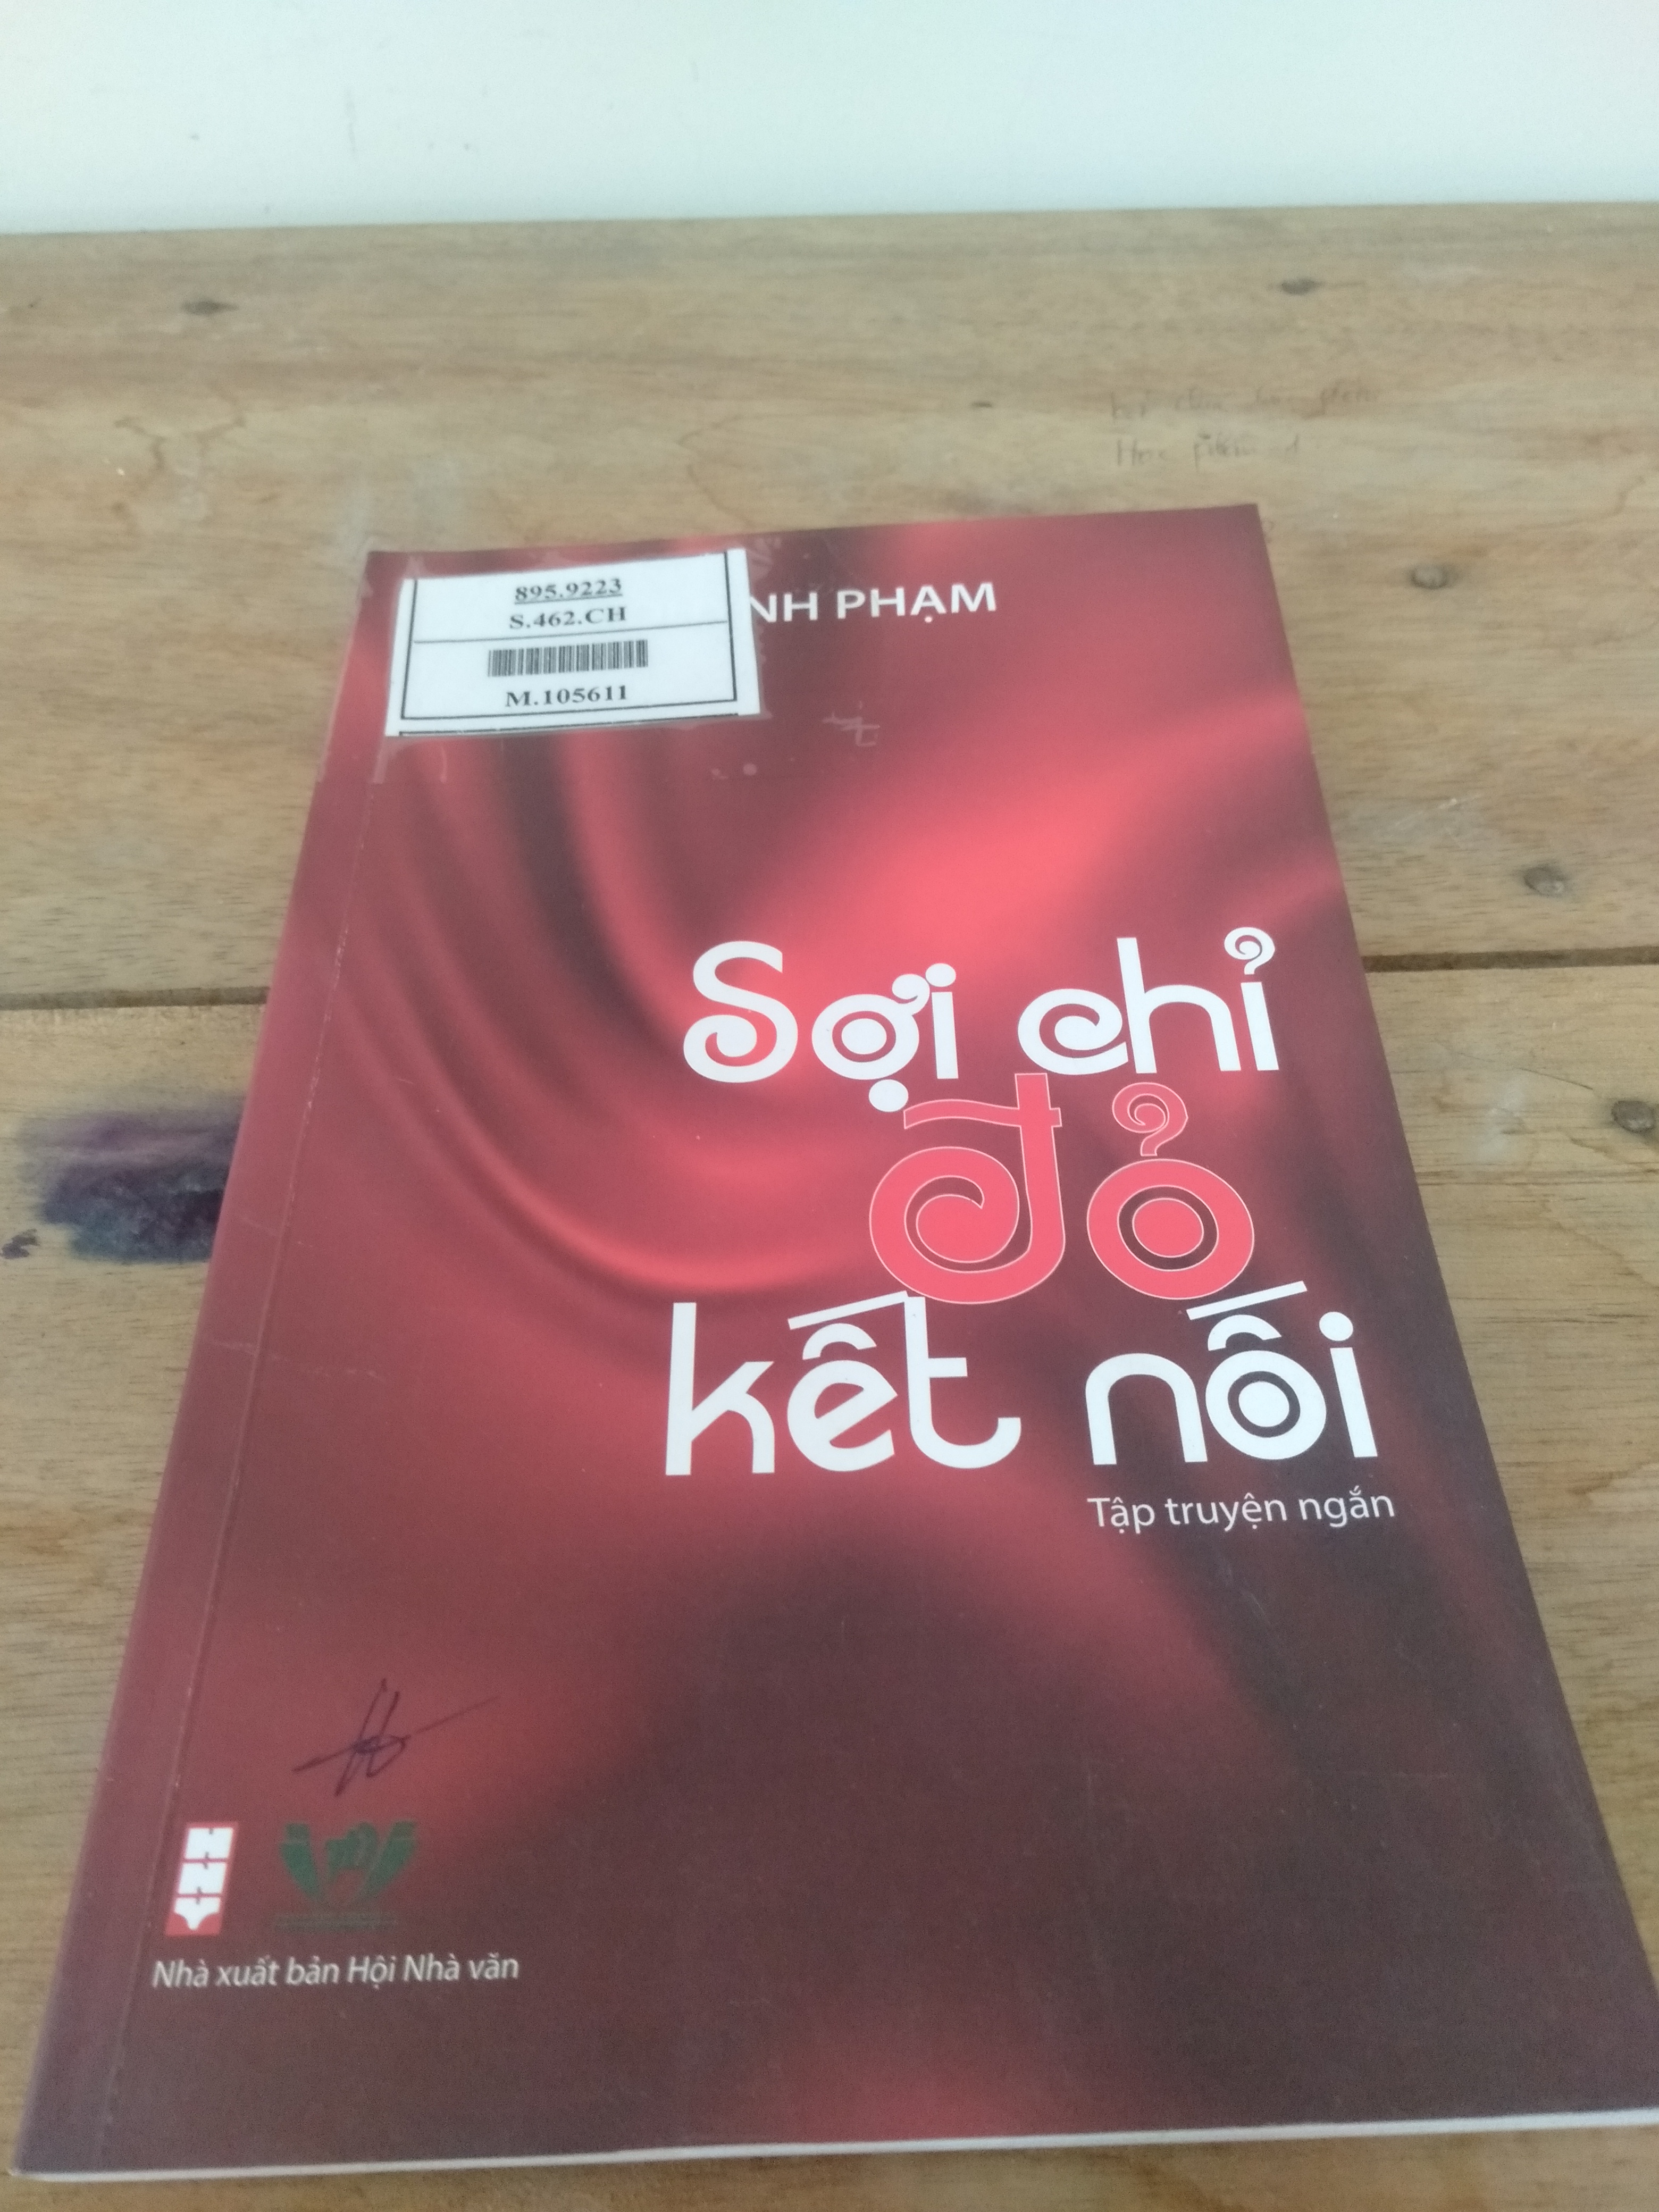 895.9223
S.462.CH
M.105611
NH PHẠM
Sợi chỉ
đỏ
kết nối
Tập truyện ngắn
HNV
Nhà xuất bản Hội Nhà văn